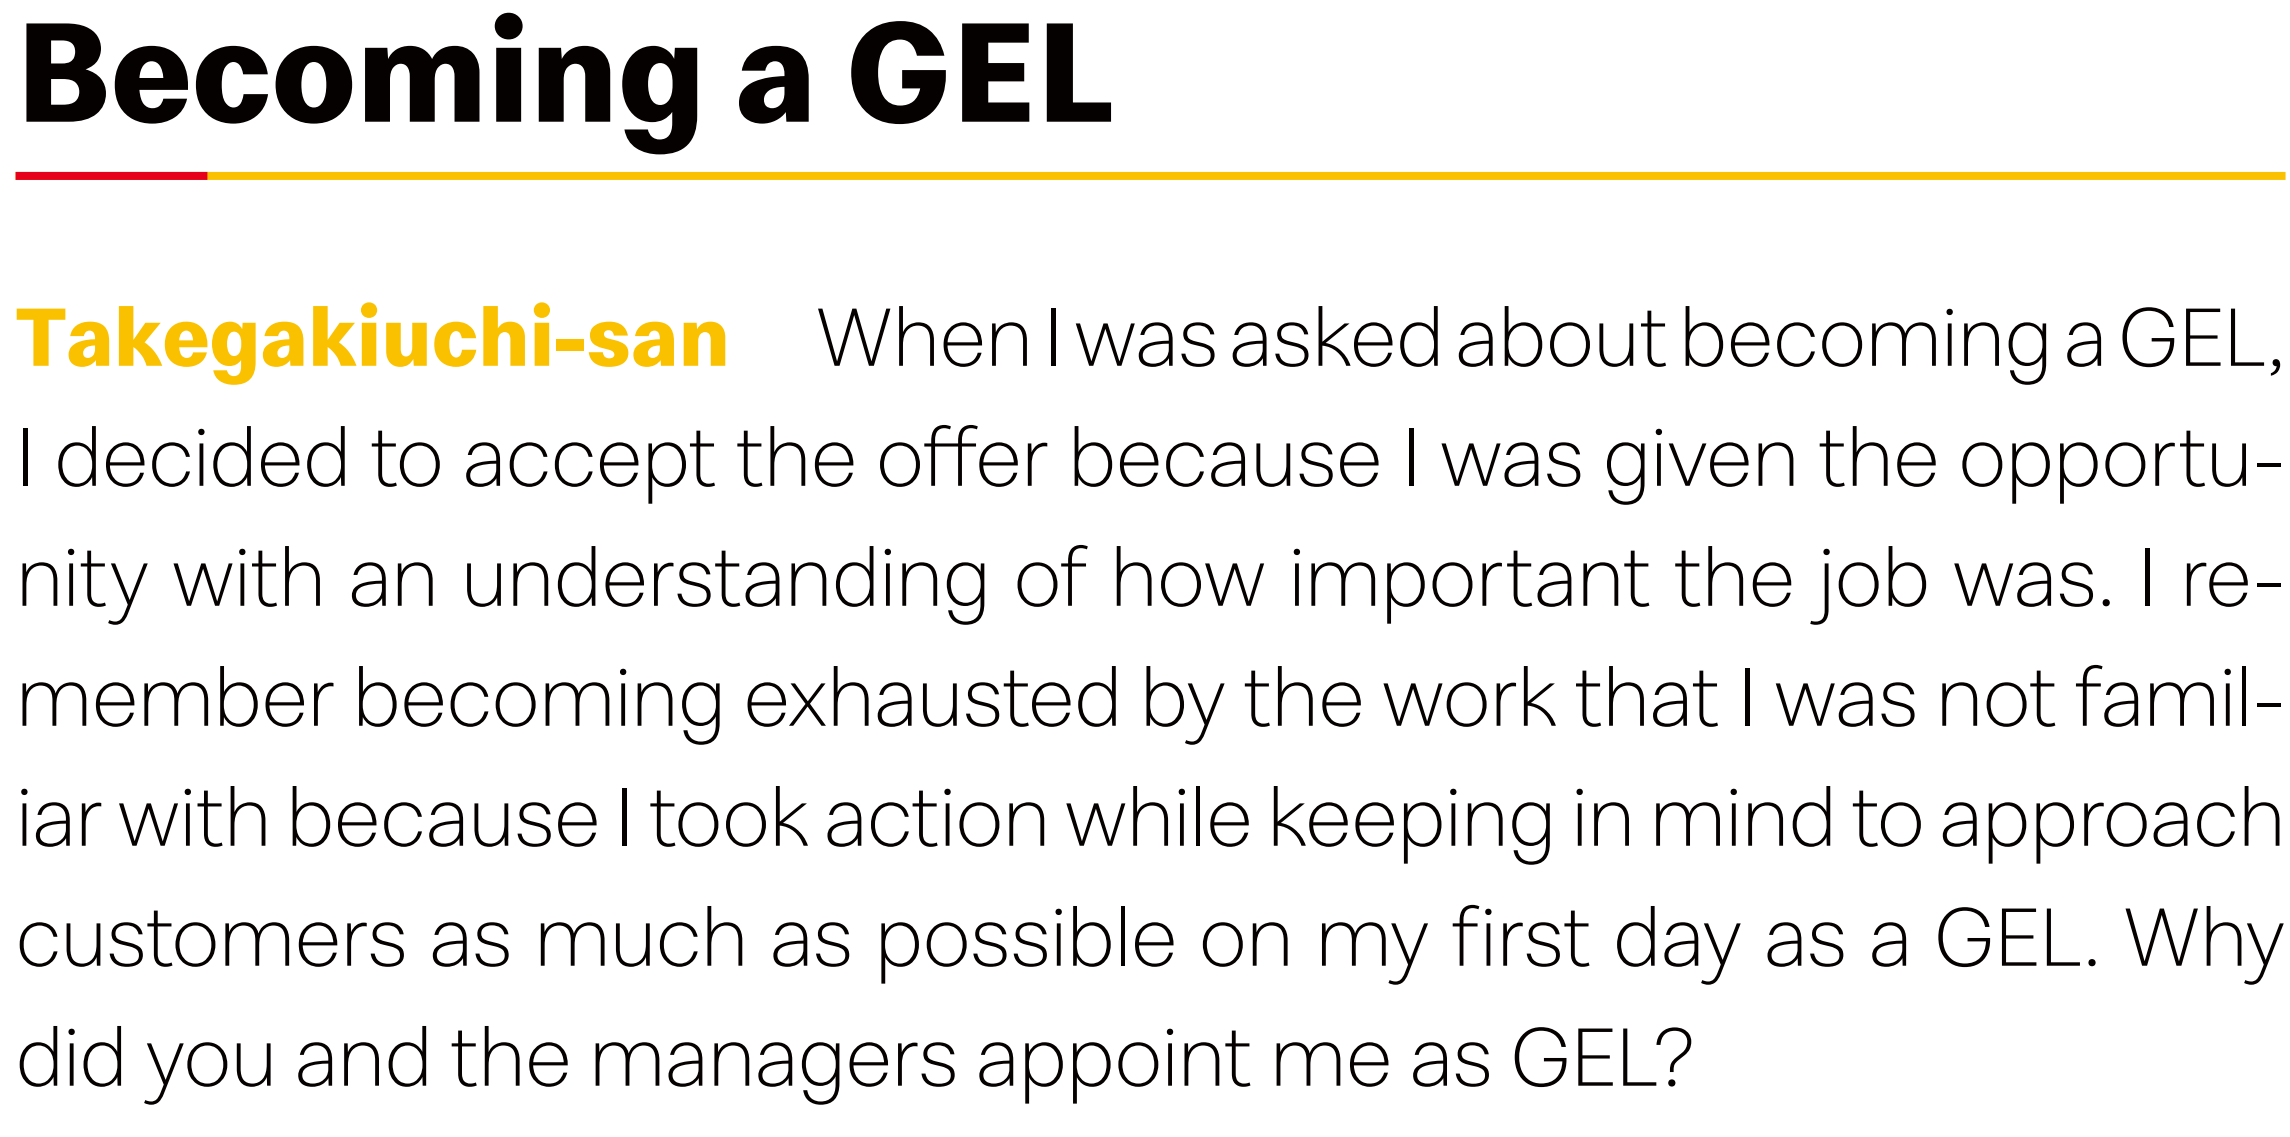 Becoming a GEL
Takegakiuchi-san When I was asked about becoming a GEL,
I decided to accept the offer because I was given the opportu-
nity with an understanding of how important the job was. I re-
member becoming exhausted by the work that I was not famil-
iar with because I took action while keeping in mind to approach
customers as much as possible on my first day as a GEL. Why
did you and the managers appoint me as GEL?